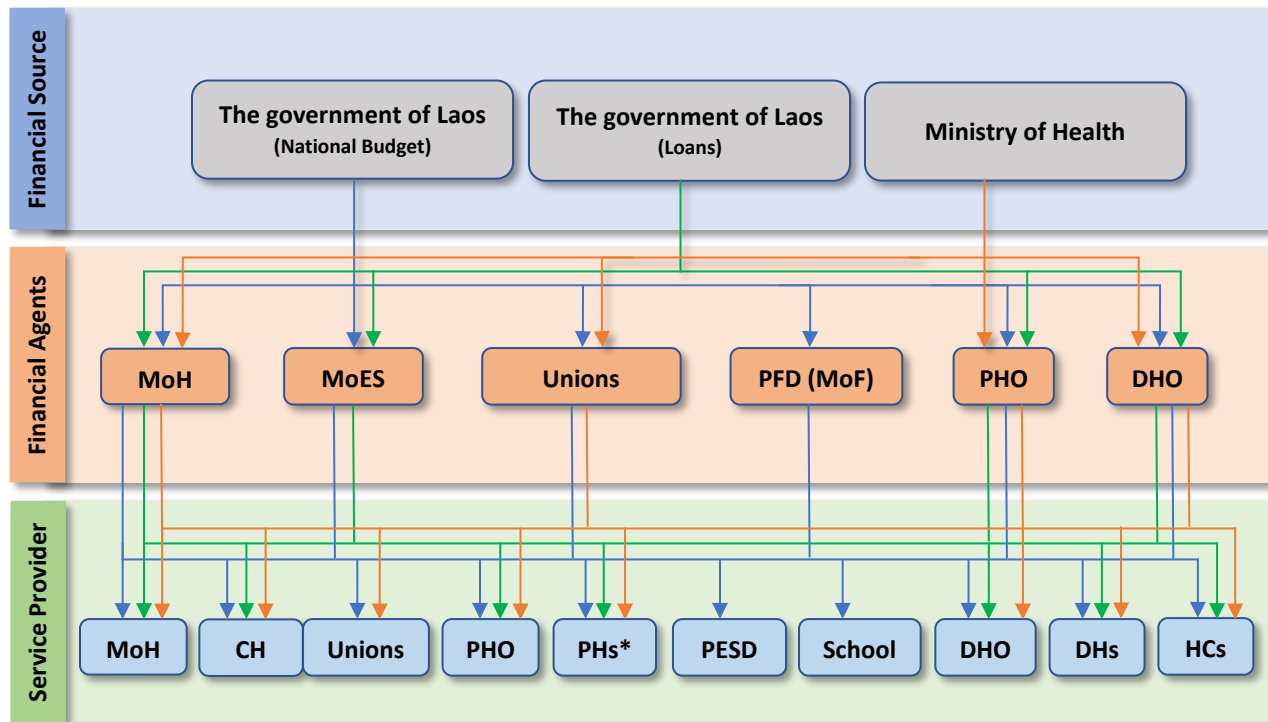 Financial Source
The government of Laos
(National Budget)
The government of Laos
(Loans)
Ministry of Health
Financial Agents
MoH
MoES
Unions
PFD (MoF)
PHO
DHO
Service Provider
MoH
CH
Unions
PHO
PHs*
PESD
School
DHO
DHs
HCs